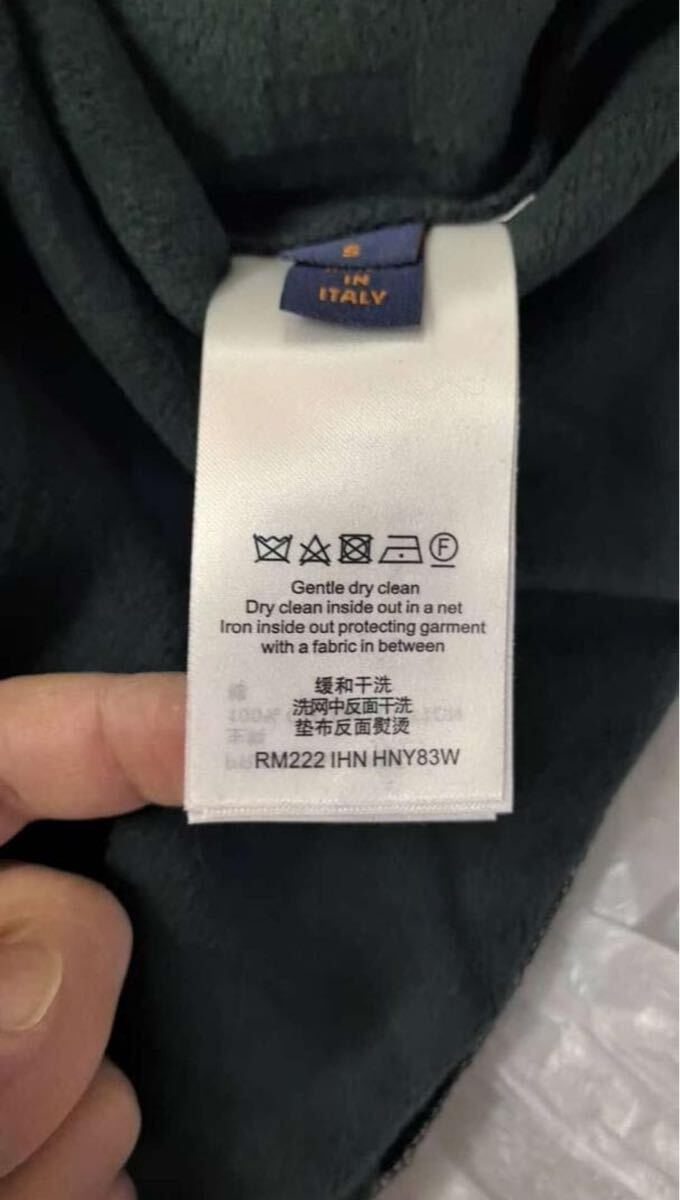 S
IN
ITALY
F
Gentle dry clean
Dry clean inside out in a net
Iron inside out protecting garment
with a fabric in between
缓和干洗
洗网中反面干洗
垫布反面熨烫
RM222 IHN HNY83W